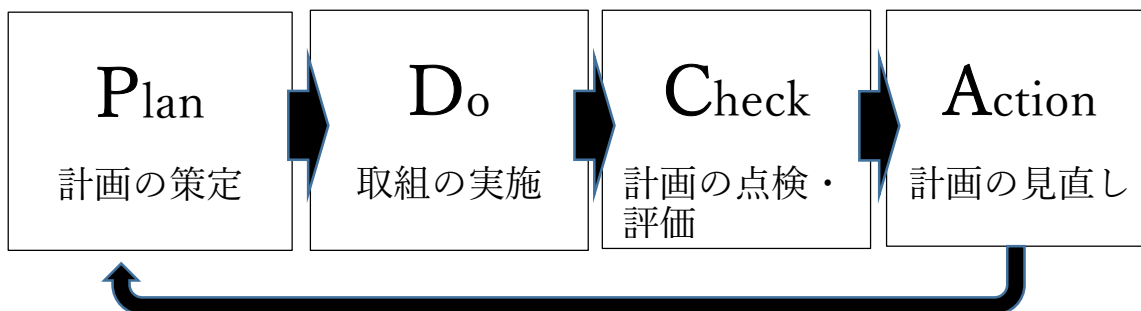 Plan
計画の策定
Do
取組の実施
Check
計画の点検・
評価
Action
計画の見直し